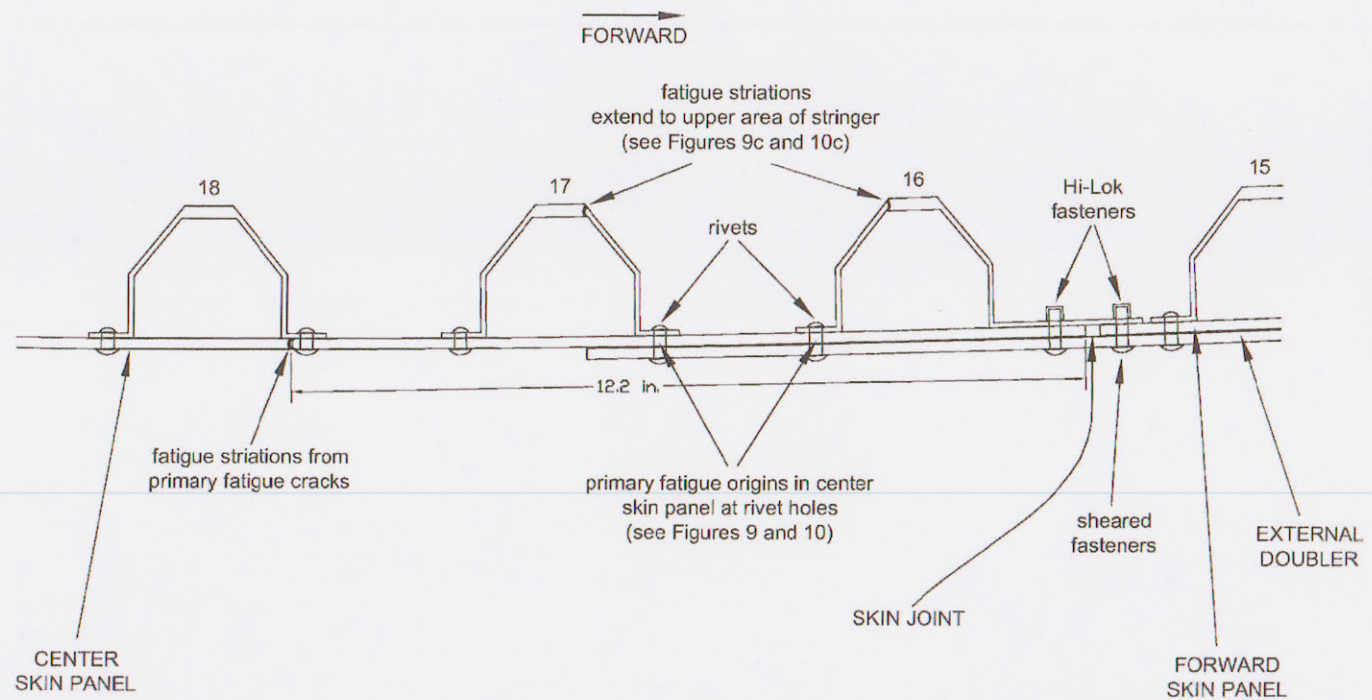 FORWARD
fatigue striations
extend to upper area of stringer
(see Figures 9c and 10c)
18
17
16
15
Hi-Lok
fasteners
rivets
12.2 in.
fatigue striations from
primary fatigue cracks
primary fatigue origins in center
skin panel at rivet holes
(see Figures 9 and 10)
sheared
fasteners
EXTERNAL
DOUBLER
SKIN JOINT
CENTER
SKIN PANEL
FORWARD
SKIN PANEL